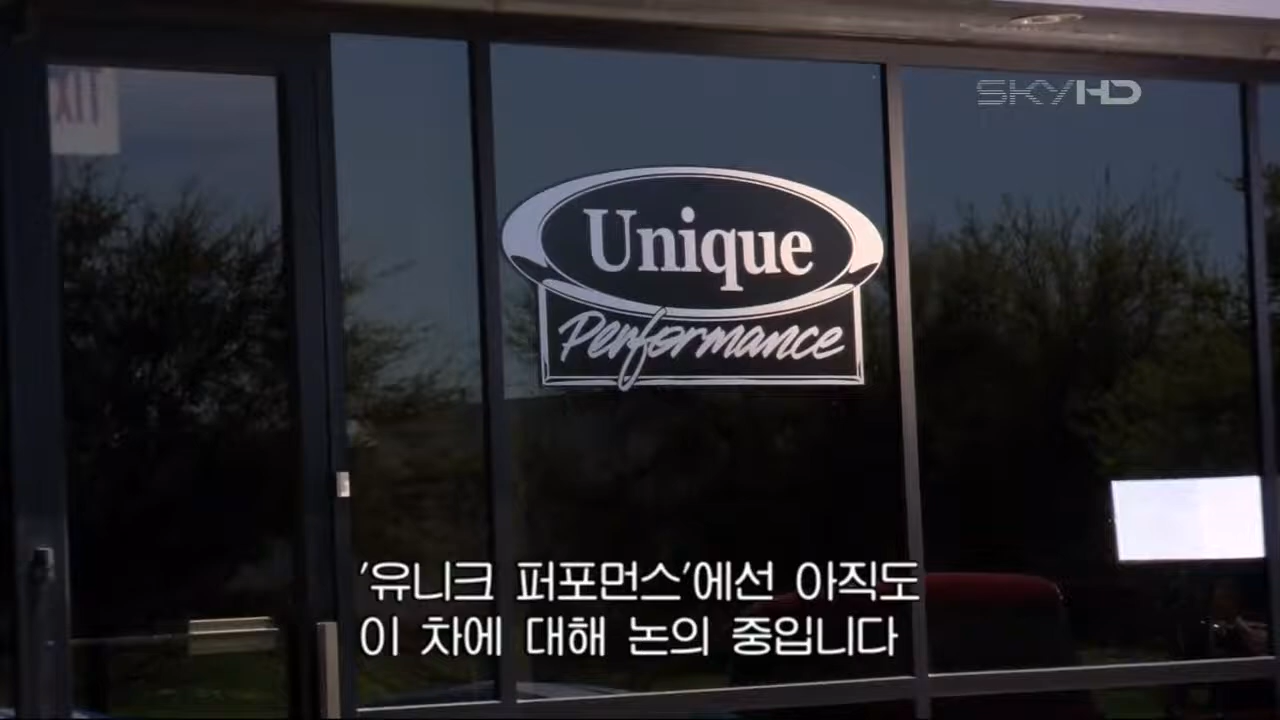 XIT
SKYHD
Unique
Performance
'유니크 퍼포먼스'에선 아직도
이 차에 대해 논의 중입니다